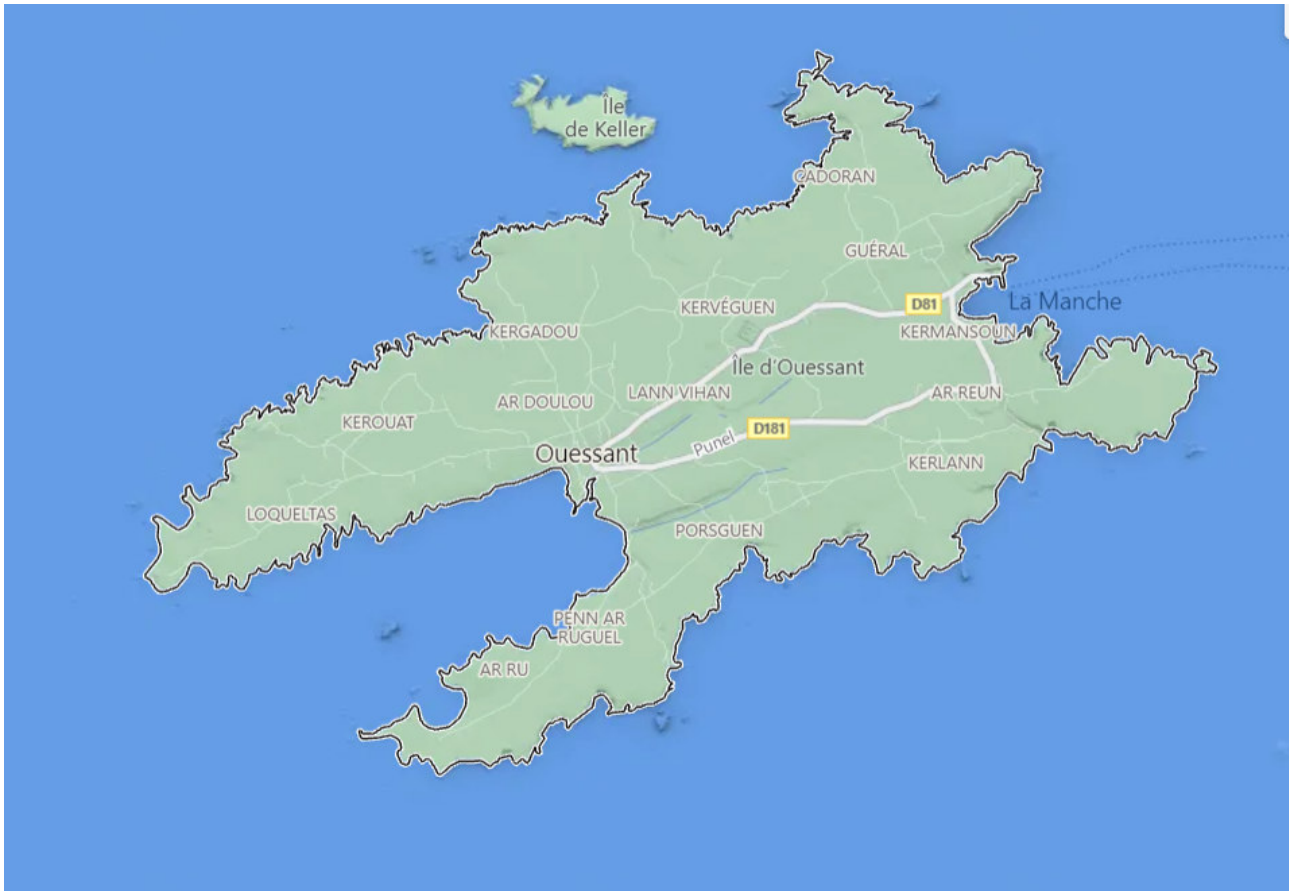 Île
de Keller
CADORAN
GUÉRAL
La Manche
D81
KERVÉGUEN
KERMANSOUN
KERGADOU
Île d'Ouessant
LANN VIHAN
AR REUN
AR DOULOU
KEROUAT
D181
Punel
Ouessant
KERLANN
LOQUELTAS
PORSGUEN
PENN AR
RUGUEL
AR RU